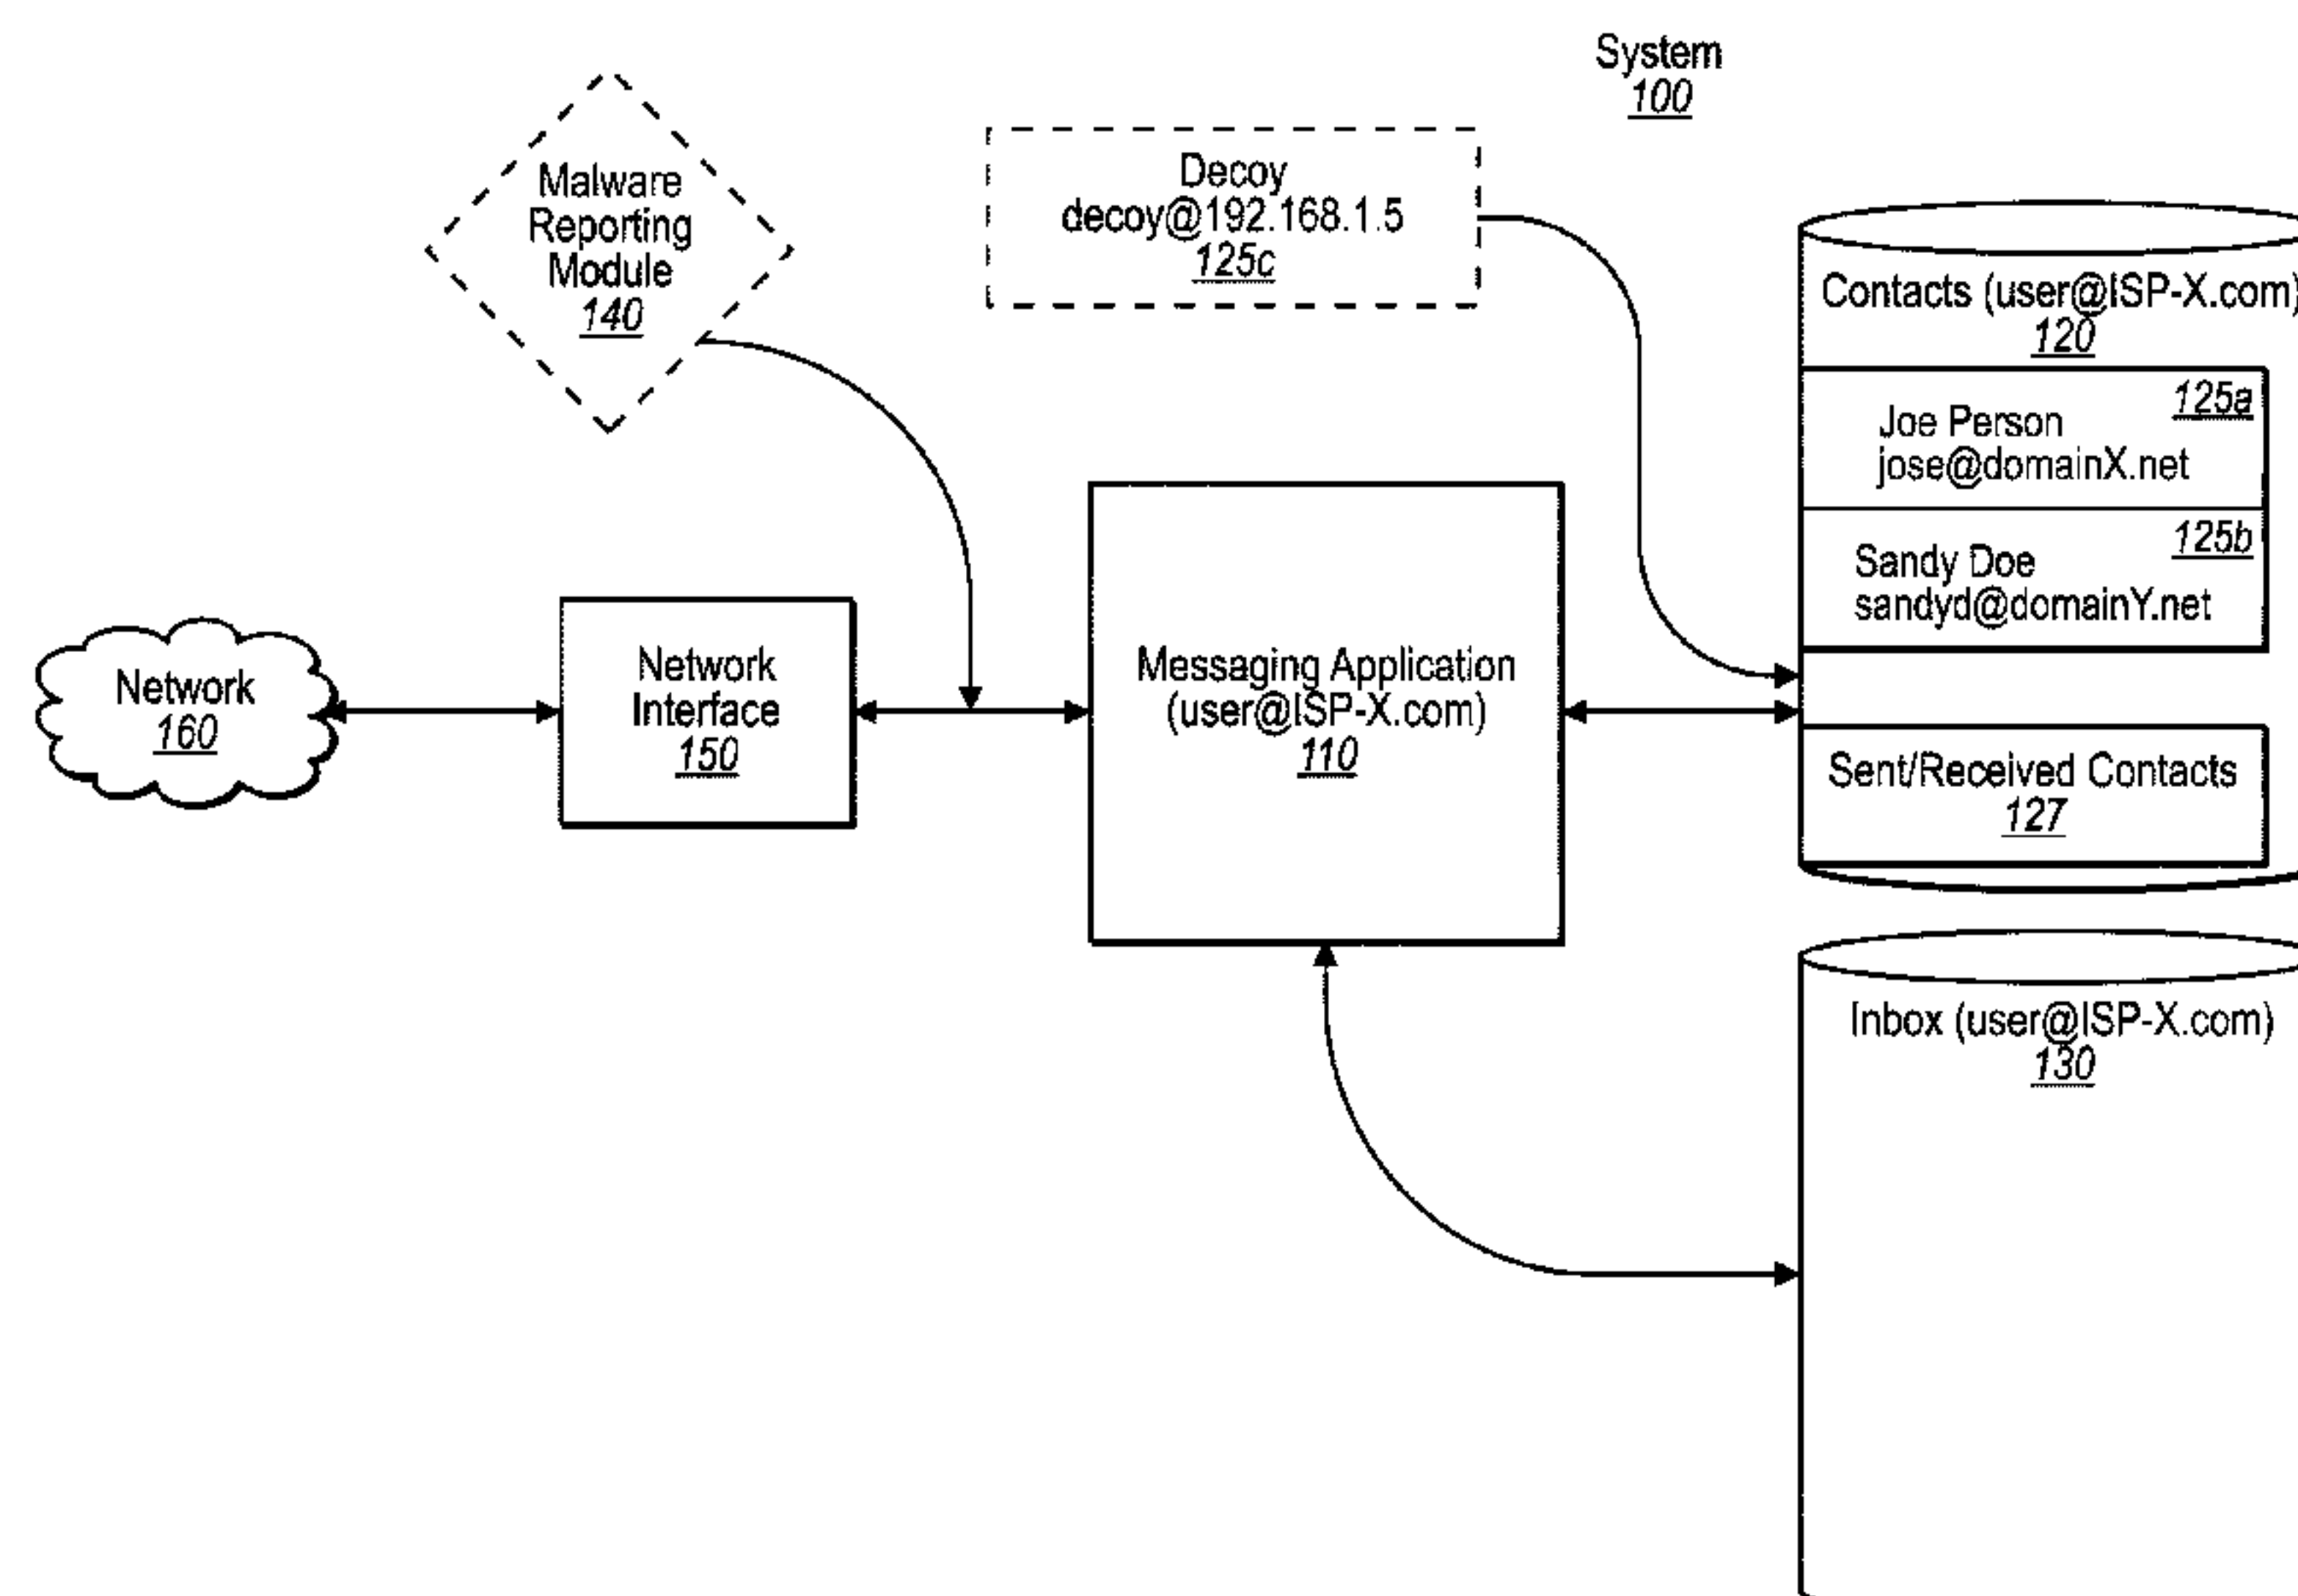 System
100
Malware
Reporting
Module
140
Decoy
decoy@192.168.1.5
125c
Contacts (user@ISP-X.com)
120
125a
Joe Person
jose@domainX.net
125b
Sandy Doe
sandyd@domainY.net
Network
160
Network
Interface
150
Messaging Application
(user@ISP-X.com)
110
Sent/Received Contacts
127
Inbox (user@ISP-X.com)
130